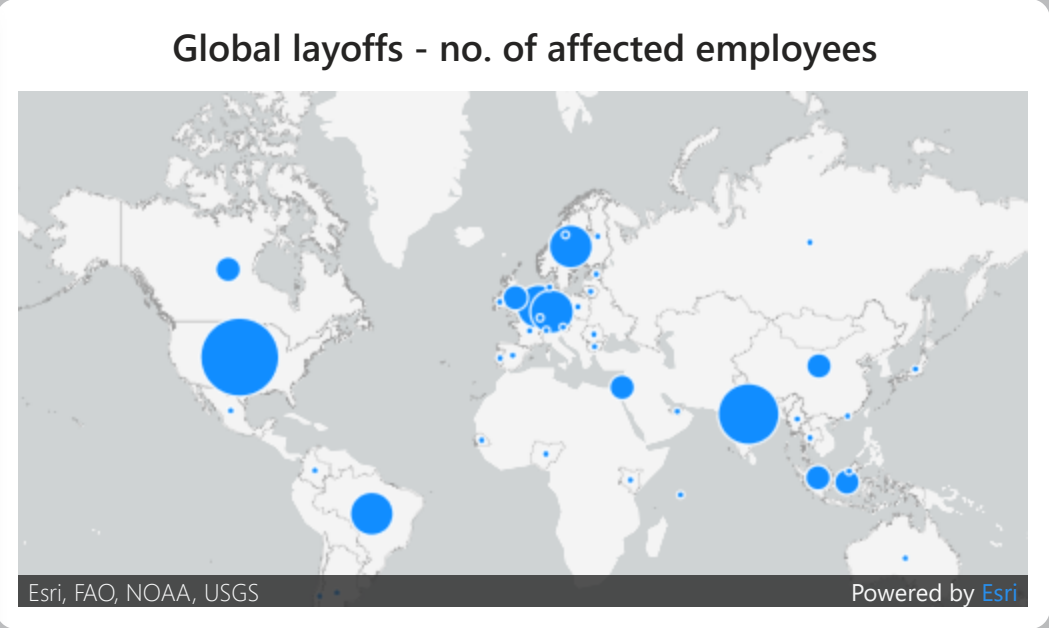 Global layoffs - no. of affected employees
Esri, FAO, NOAA, USGS
Powered by Esri